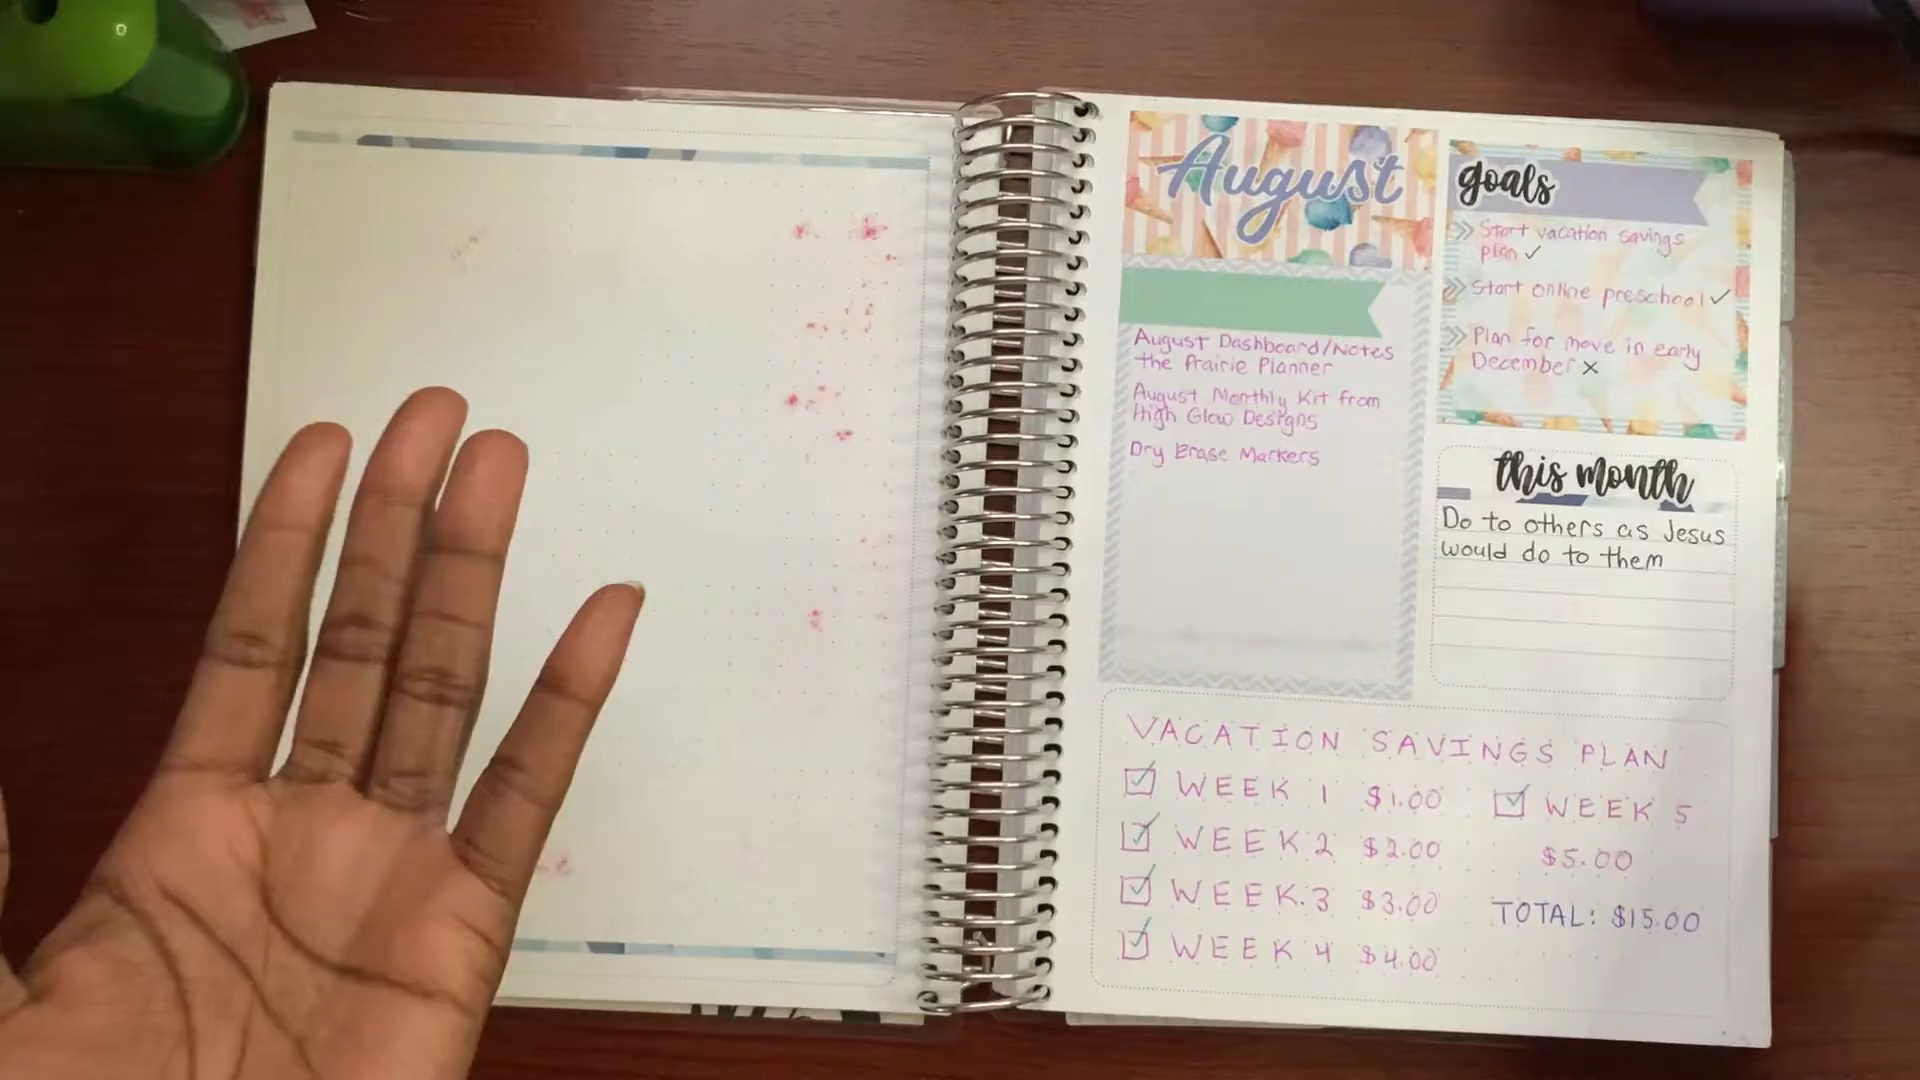 August
August Dashboard/Notes
the Prairie Planner
August Monthly Kit from
High Glow Designs
Dry Erase Markers
goals
Start vacation savings
plan ✓
Start online preschool ✓
Plan for move in early
December x
this month
Do to others as Jesus
would do to them
VACATION SAVINGS PLAN
WEEK 1 $1.00
WEEK 2 $2.00
WEEK 3 $3.00
WEEK 4 $4.00
WEEK 5
$5.00
TOTAL: $15.00